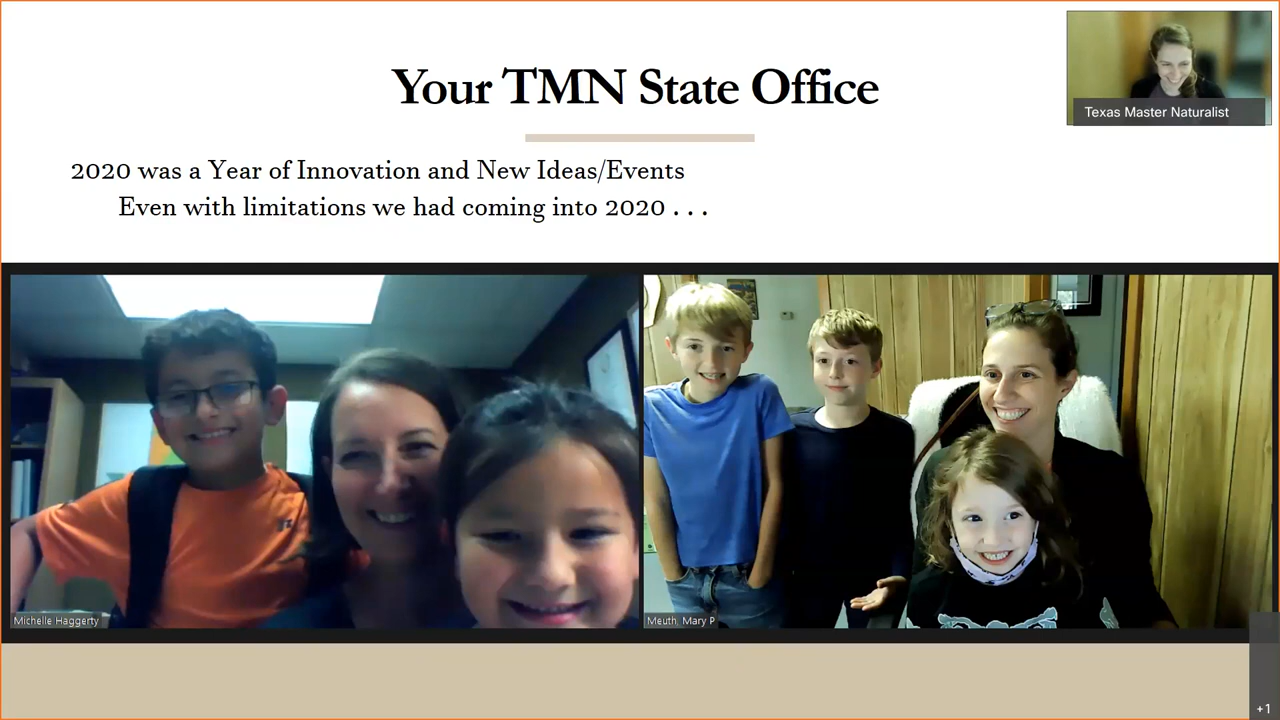 Your TMN State Office
Texas Master Naturalist
2020 was a Year of Innovation and New Ideas/Events
Even with limitations we had coming into 2020 . . .
Michelle Haggerty
Meuth, Mary P
+1